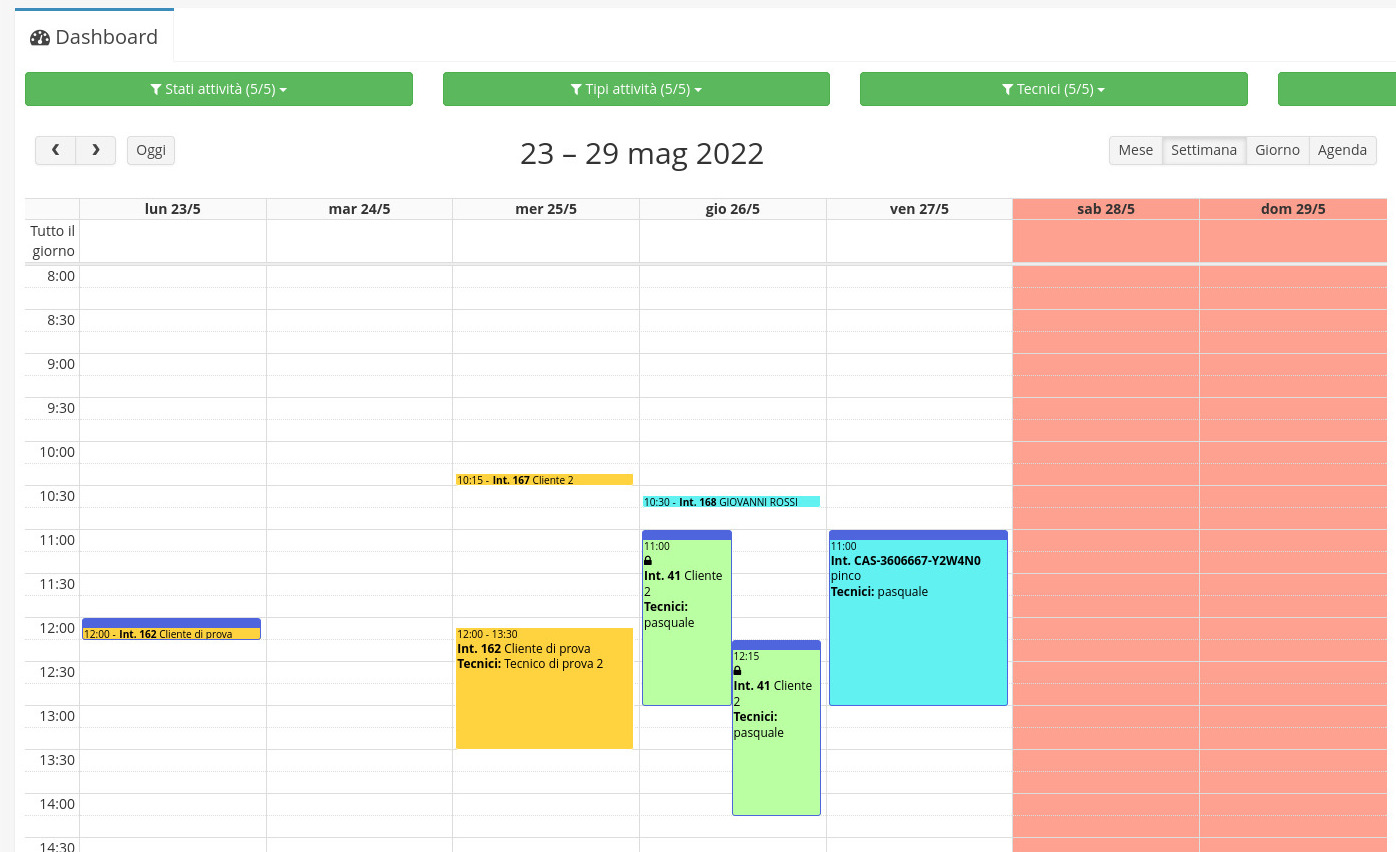 Dashboard
Stati attività (5/5)
Tipi attività (5/5)
Tecnici (5/5)
Oggi
23 – 29 mag 2022
Mese
Settimana
Giorno
Agenda
lun 23/5
mar 24/5
mer 25/5
gio 26/5
ven 27/5
sab 28/5
dom 29/5
Tutto il
giorno
8:00
8:30
9:00
9:30
10:00
10:30
11:00
11:30
12:00
12:30
13:00
13:30
14:00
14:30
12:00 - Int. 162 Cliente di prova
10:15 - Int. 167 Cliente 2
12:00 - 13:30
Int. 162 Cliente di prova
Tecnici: Tecnico di prova 2
10:30 - Int. 168 GIOVANNI ROSSI
11:00
Int. 41 Cliente
2
Tecnici:
pasquale
12:15
Int. 41 Cliente
2
Tecnici:
pasquale
11:00
Int. CAS-3606667-Y2W4N0
pinco
Tecnici: pasquale